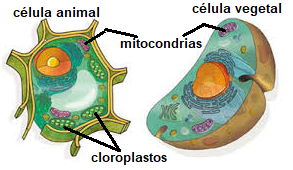 célula animal
célula vegetal
mitocondrias
cloroplastos